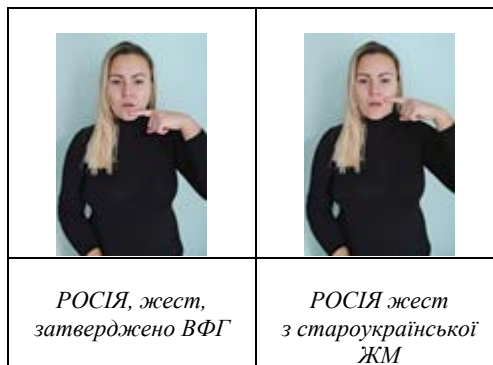 РОСІЯ, жест,
затверджено ВФГ
РОСІЯ жест
з староукраїнської
ЖМ